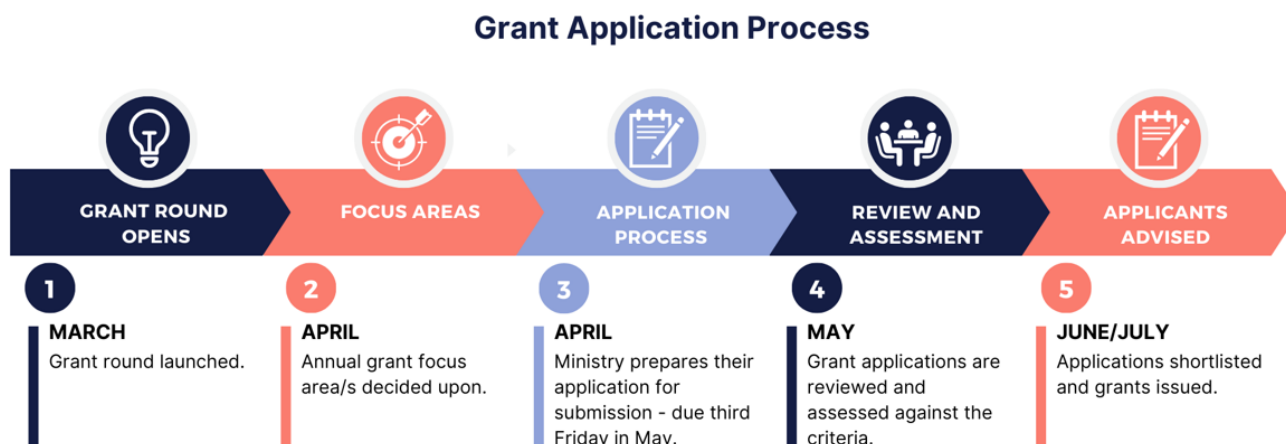 Grant Application Process
GRANT ROUND
OPENS
FOCUS AREAS
APPLICATION
PROCESS
REVIEW AND
ASSESSMENT
APPLICANTS
ADVISED
1
MARCH
Grant round launched.
2
APRIL
Annual grant focus
area/s decided upon.
3
APRIL
Ministry prepares their
application for
submission - due third
Friday in May.
4
MAY
Grant applications are
reviewed and
assessed against the
criteria.
5
JUNE/JULY
Applications shortlisted
and grants issued.